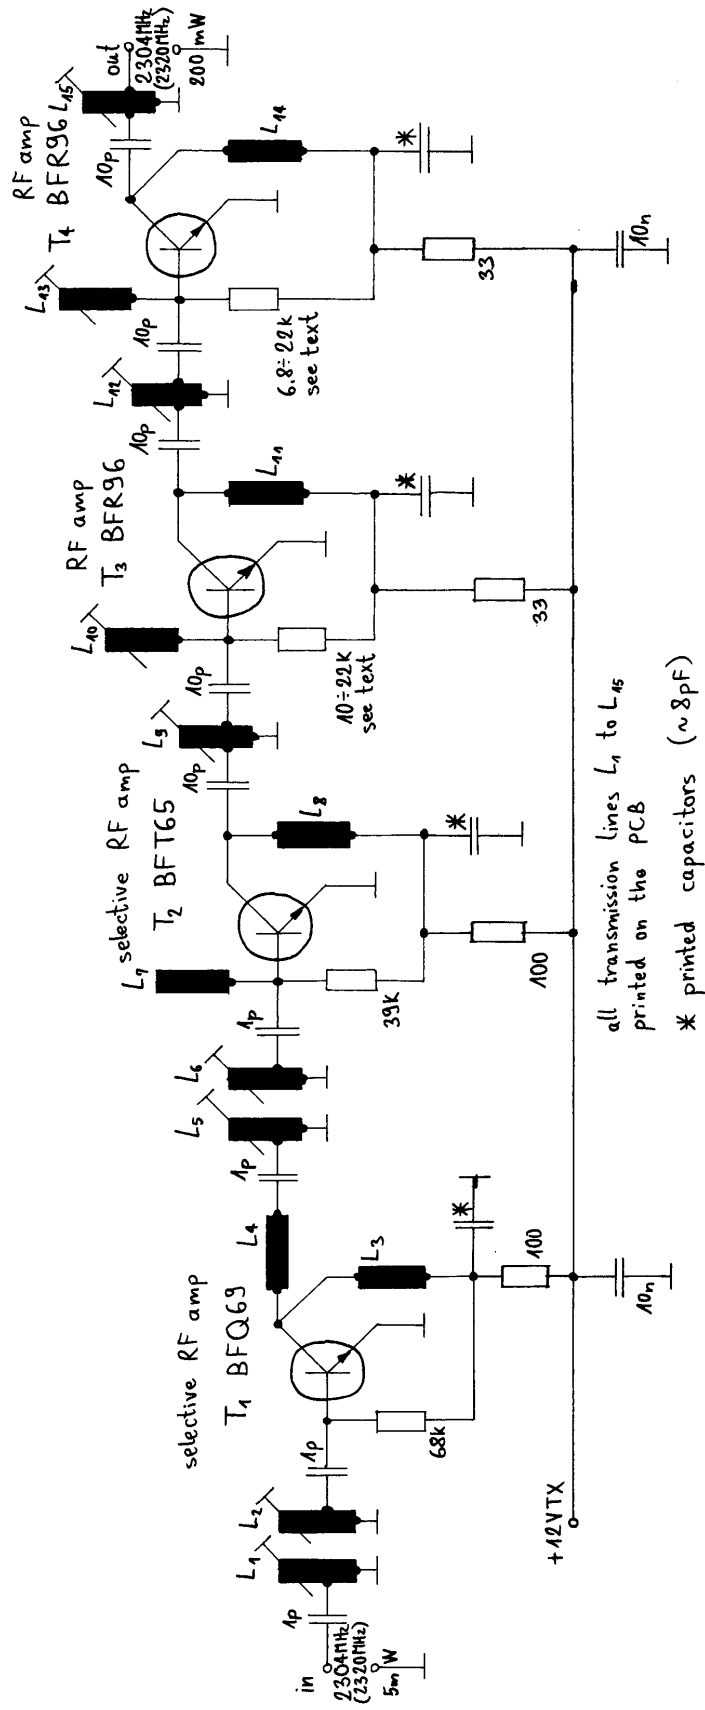 in
2304MHz
(2320MHz)
5mW
1p
L1
L2
1p
selective RF amp
T1 BFQ69
68k
L3
L4
*
100
10n
+12VTX
1p
L5
L6
1p
L7
selective RF amp
T2 BFT65
39k
L8
*
100
10p
L9
10p
L10
RF amp
T3 BFR96
10÷22k
see text
L11
*
33
10p
L12
10p
L13
RF amp
T4 BFR96
6.8÷22k
see text
L14
*
33
10n
10p
L15
out
2304MHz
(2320MHz)
200 mW
all transmission lines L1 to L15
printed on the PCB
* printed capacitors (~8pF)